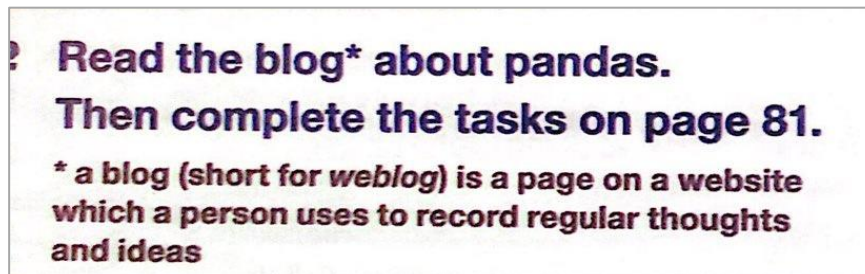 Read the blog* about pandas.
Then complete the tasks on page 81.
* a blog (short for weblog) is a page on a website
which a person uses to record regular thoughts
and ideas